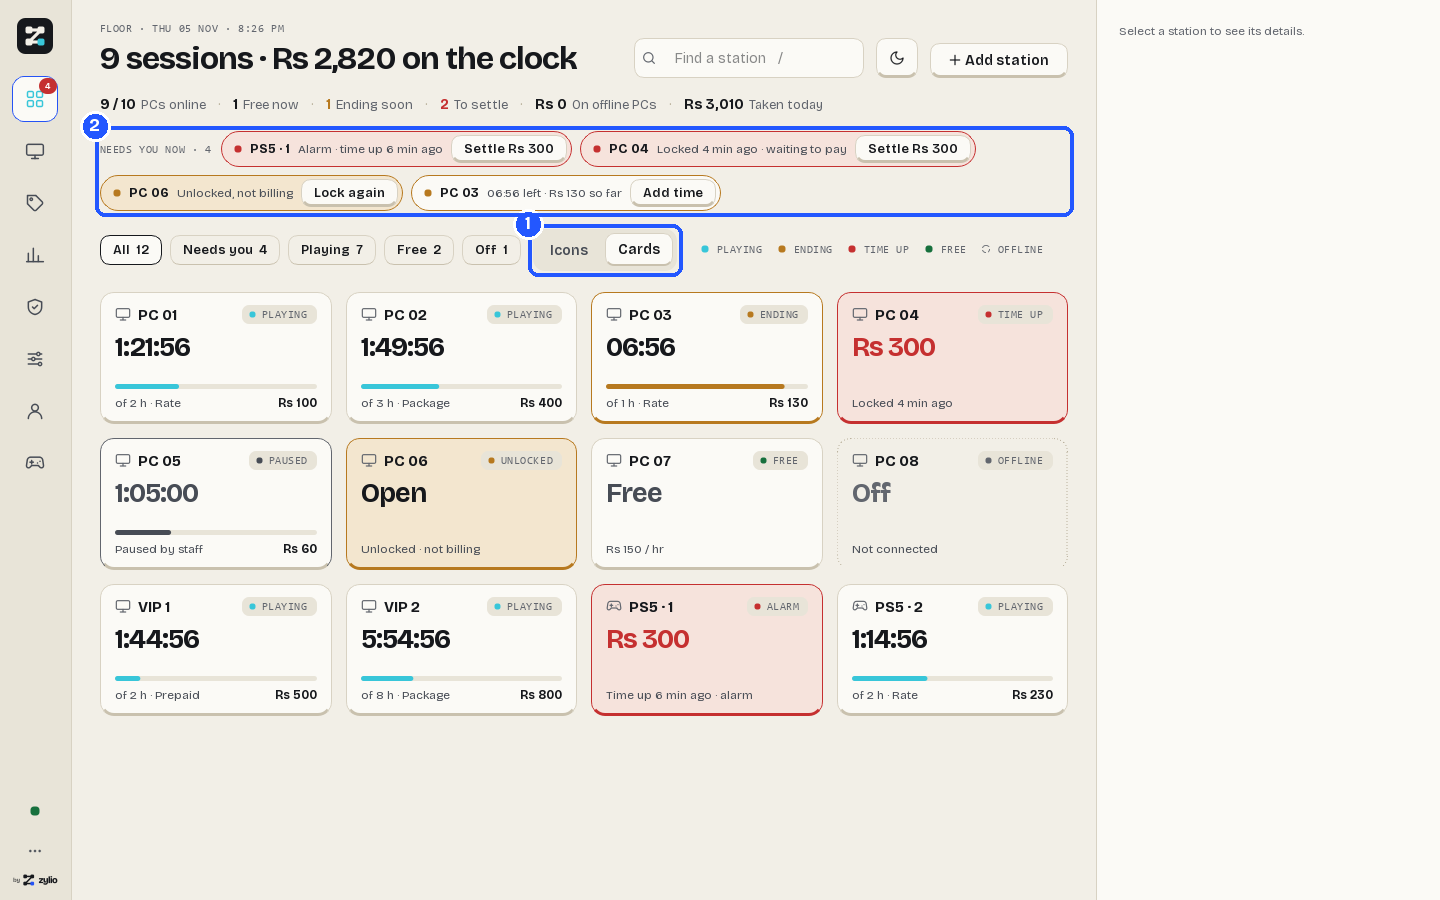 FLOOR · THU 05 NOV · 8:26 PM
9 sessions · Rs 2,820 on the clock
Find a station /
Add station
4
9 / 10 PCs online · 1 Free now · 1 Ending soon · 2 To settle · Rs 0 On offline PCs · Rs 3,010 Taken today
2
NEEDS YOU NOW · 4
PS5 · 1 Alarm · time up 6 min ago Settle Rs 300
PC 04 Locked 4 min ago · waiting to pay Settle Rs 300
PC 06 Unlocked, not billing Lock again
PC 03 06:56 left · Rs 130 so far Add time
1
All 12 Needs you 4 Playing 7 Free 2 Off 1
Icons Cards
PLAYING ENDING TIME UP FREE OFFLINE
PC 01 PLAYING
1:21:56
of 2 h · Rate Rs 100
PC 02 PLAYING
1:49:56
of 3 h · Package Rs 400
PC 03 ENDING
06:56
of 1 h · Rate Rs 130
PC 04 TIME UP
Rs 300
Locked 4 min ago
PC 05 PAUSED
1:05:00
Paused by staff Rs 60
PC 06 UNLOCKED
Open
Unlocked · not billing
PC 07 FREE
Free
Rs 150 / hr
PC 08 OFFLINE
Off
Not connected
VIP 1 PLAYING
1:44:56
of 2 h · Prepaid Rs 500
VIP 2 PLAYING
5:54:56
of 8 h · Package Rs 800
PS5 · 1 ALARM
Rs 300
Time up 6 min ago · alarm
PS5 · 2 PLAYING
1:14:56
of 2 h · Rate Rs 230
by zylio
Select a station to see its details.